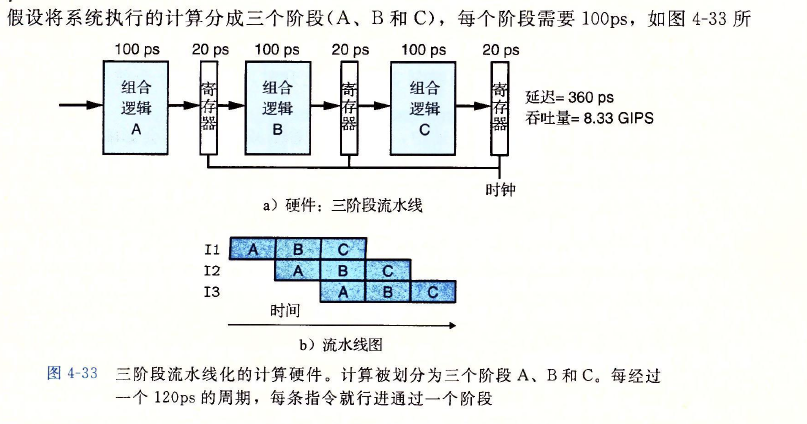 假设将系统执行的计算分成三个阶段(A、B 和 C)，每个阶段需要 100ps，如图 4-33 所
100 ps 20 ps 100 ps 20 ps 100 ps 20 ps
组合逻辑 A
寄存器
组合逻辑 B
寄存器
组合逻辑 C
寄存器
延迟= 360 ps
吞吐量= 8.33 GIPS
时钟
a）硬件：三阶段流水线
I1 A B C
I2 A B C
I3 A B C
时间
b）流水线图
图 4-33 三阶段流水线化的计算硬件。计算被划分为三个阶段 A、B 和 C。每经过
一个 120ps 的周期，每条指令就行进通过一个阶段